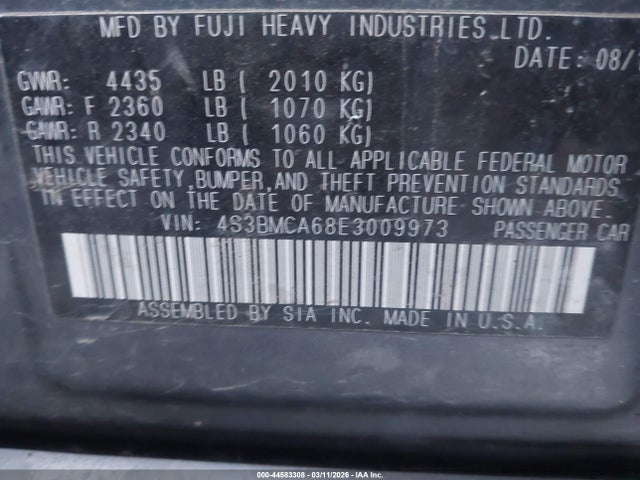 MFD BY FUJI HEAVY INDUSTRIES.LTD.
DATE: 08/
GVWR: 4435 LB ( 2010 KG)
GAWR: F 2360 LB ( 1070 KG)
GAWR: R 2340 LB ( 1060 KG)
THIS VEHICLE CONFORMS TO ALL APPLICABLE FEDERAL MOTOR
VEHICLE SAFETY,BUMPER,AND THEFT PREVENTION STANDARDS
IN EFFECT ON THE DATE OF MANUFACTURE SHOWN ABOVE.
VIN: 4S3BMCA68E3009973 PASSENGER CAR
ASSEMBLED BY SIA INC. MADE IN U.S.A.
000-44583308 - 03/11/2026 - IAA Inc.